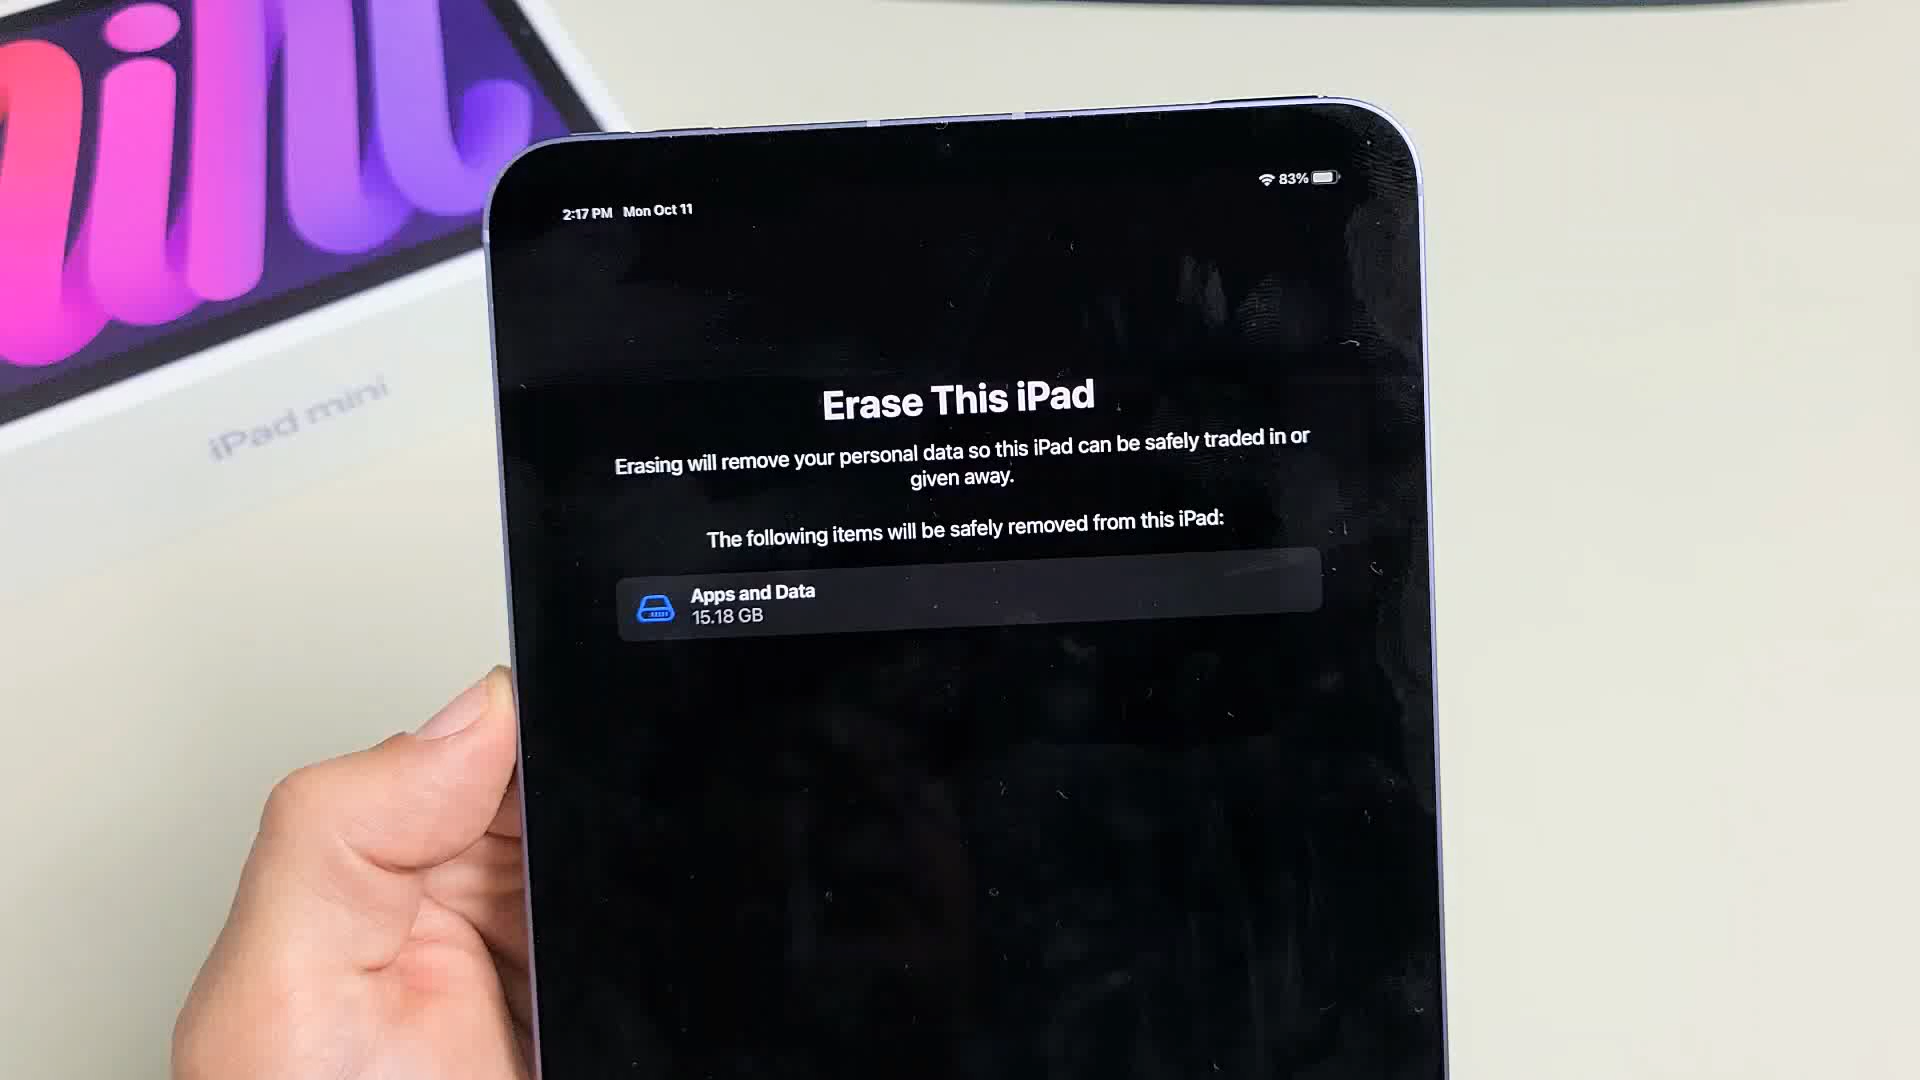 mini
iPad mini
2:17 PM Mon Oct 11
83%
Erase This iPad
Erasing will remove your personal data so this iPad can be safely traded in or
given away.
The following items will be safely removed from this iPad:
Apps and Data
15.18 GB